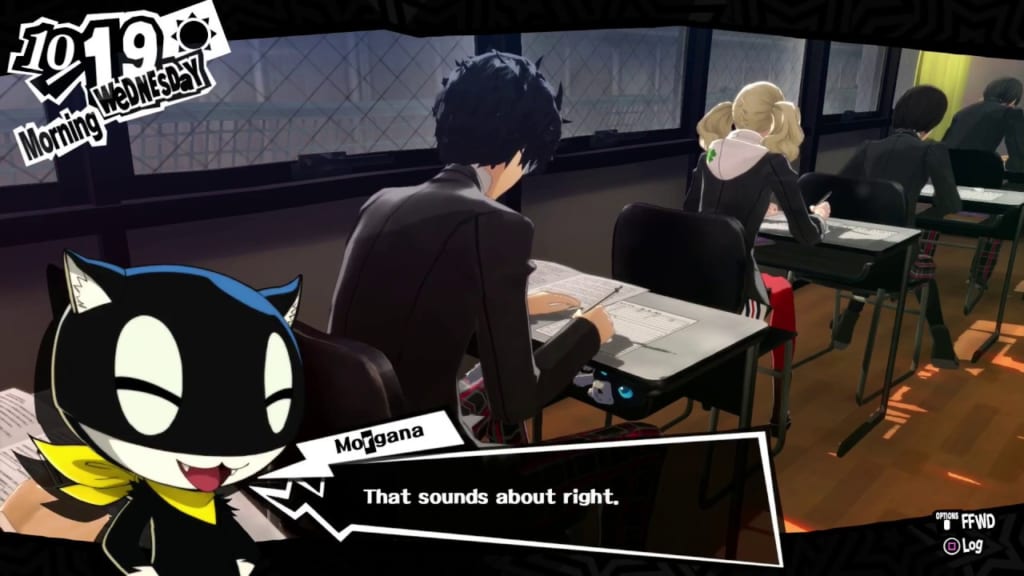 10 19
WeDNESDAY
Morning
Morgana
That sounds about right.
OPTIONS FFWD
Log